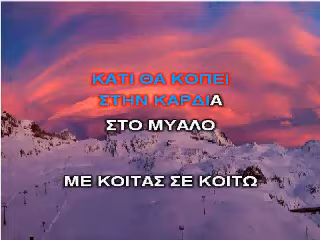 ΚΑΤΙ ΘΑ ΚΟΠΕΙ
ΣΤΗΝ ΚΑΡΔΙΑ
ΣΤΟ ΜΥΑΛΟ
ΜΕ ΚΟΙΤΑΣ ΣΕ ΚΟΙΤΩ